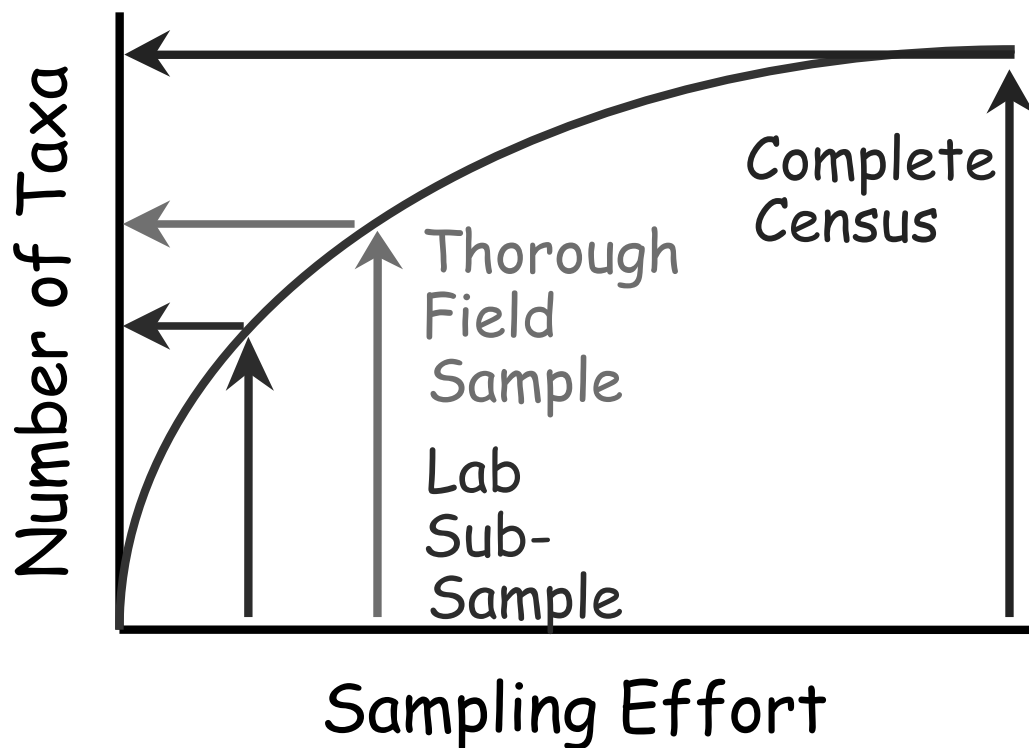 Number of Taxa
Complete
Census
Thorough
Field
Sample
Lab
Sub-
Sample
Sampling Effort